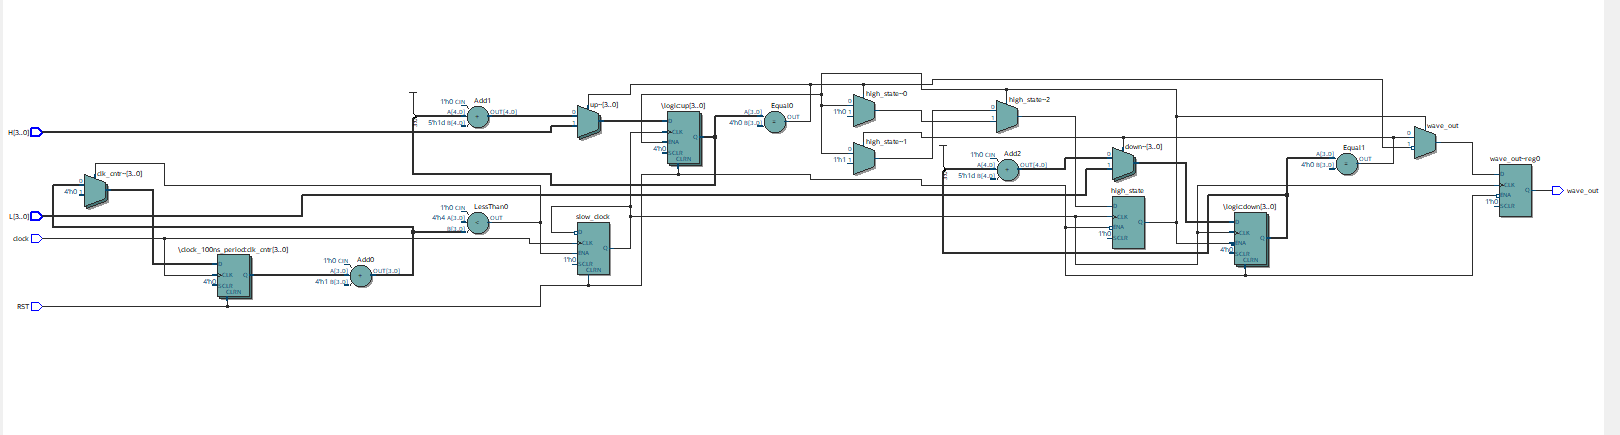 H[3..0]
L[3..0]
clock
RST
clk_cntr~[3..0]
0
4'h0 1
\clock_100ns_period:clk_cntr[3..0]
D
CLK
4'h0 SCLR
CLRN
Q
Add0
1'h0 CIN
A[3..0]
4'h1 B[3..0]
+
OUT[3..0]
Add1
1'h0 CIN
A[4..0]
5'h1d B[4..0]
+
OUT[4..0]
LessThan0
1'h0 CIN
4'h4 A[3..0]
B[3..0]
<
OUT
up~[3..0]
0
1
slow_clock
D
CLK
ENA
1'h0 SCLR
CLRN
Q
\logic:up[3..0]
D
CLK
ENA
4'h0 SCLR
CLRN
Q
Equal0
A[3..0]
4'h0 B[3..0]
=
OUT
high_state~0
0
1'h0 1
high_state~1
0
1'h1 1
high_state~2
0
1
Add2
1'h0 CIN
A[4..0]
5'h1d B[4..0]
+
OUT[4..0]
down~[3..0]
0
1
high_state
D
CLK
ENA
1'h0 SCLR
Q
\logic:down[3..0]
D
CLK
ENA
4'h0 SCLR
CLRN
Q
Equal1
A[3..0]
4'h0 B[3..0]
=
OUT
wave_out
0
1
wave_out~reg0
D
CLK
ENA
1'h0 SCLR
Q
wave_out